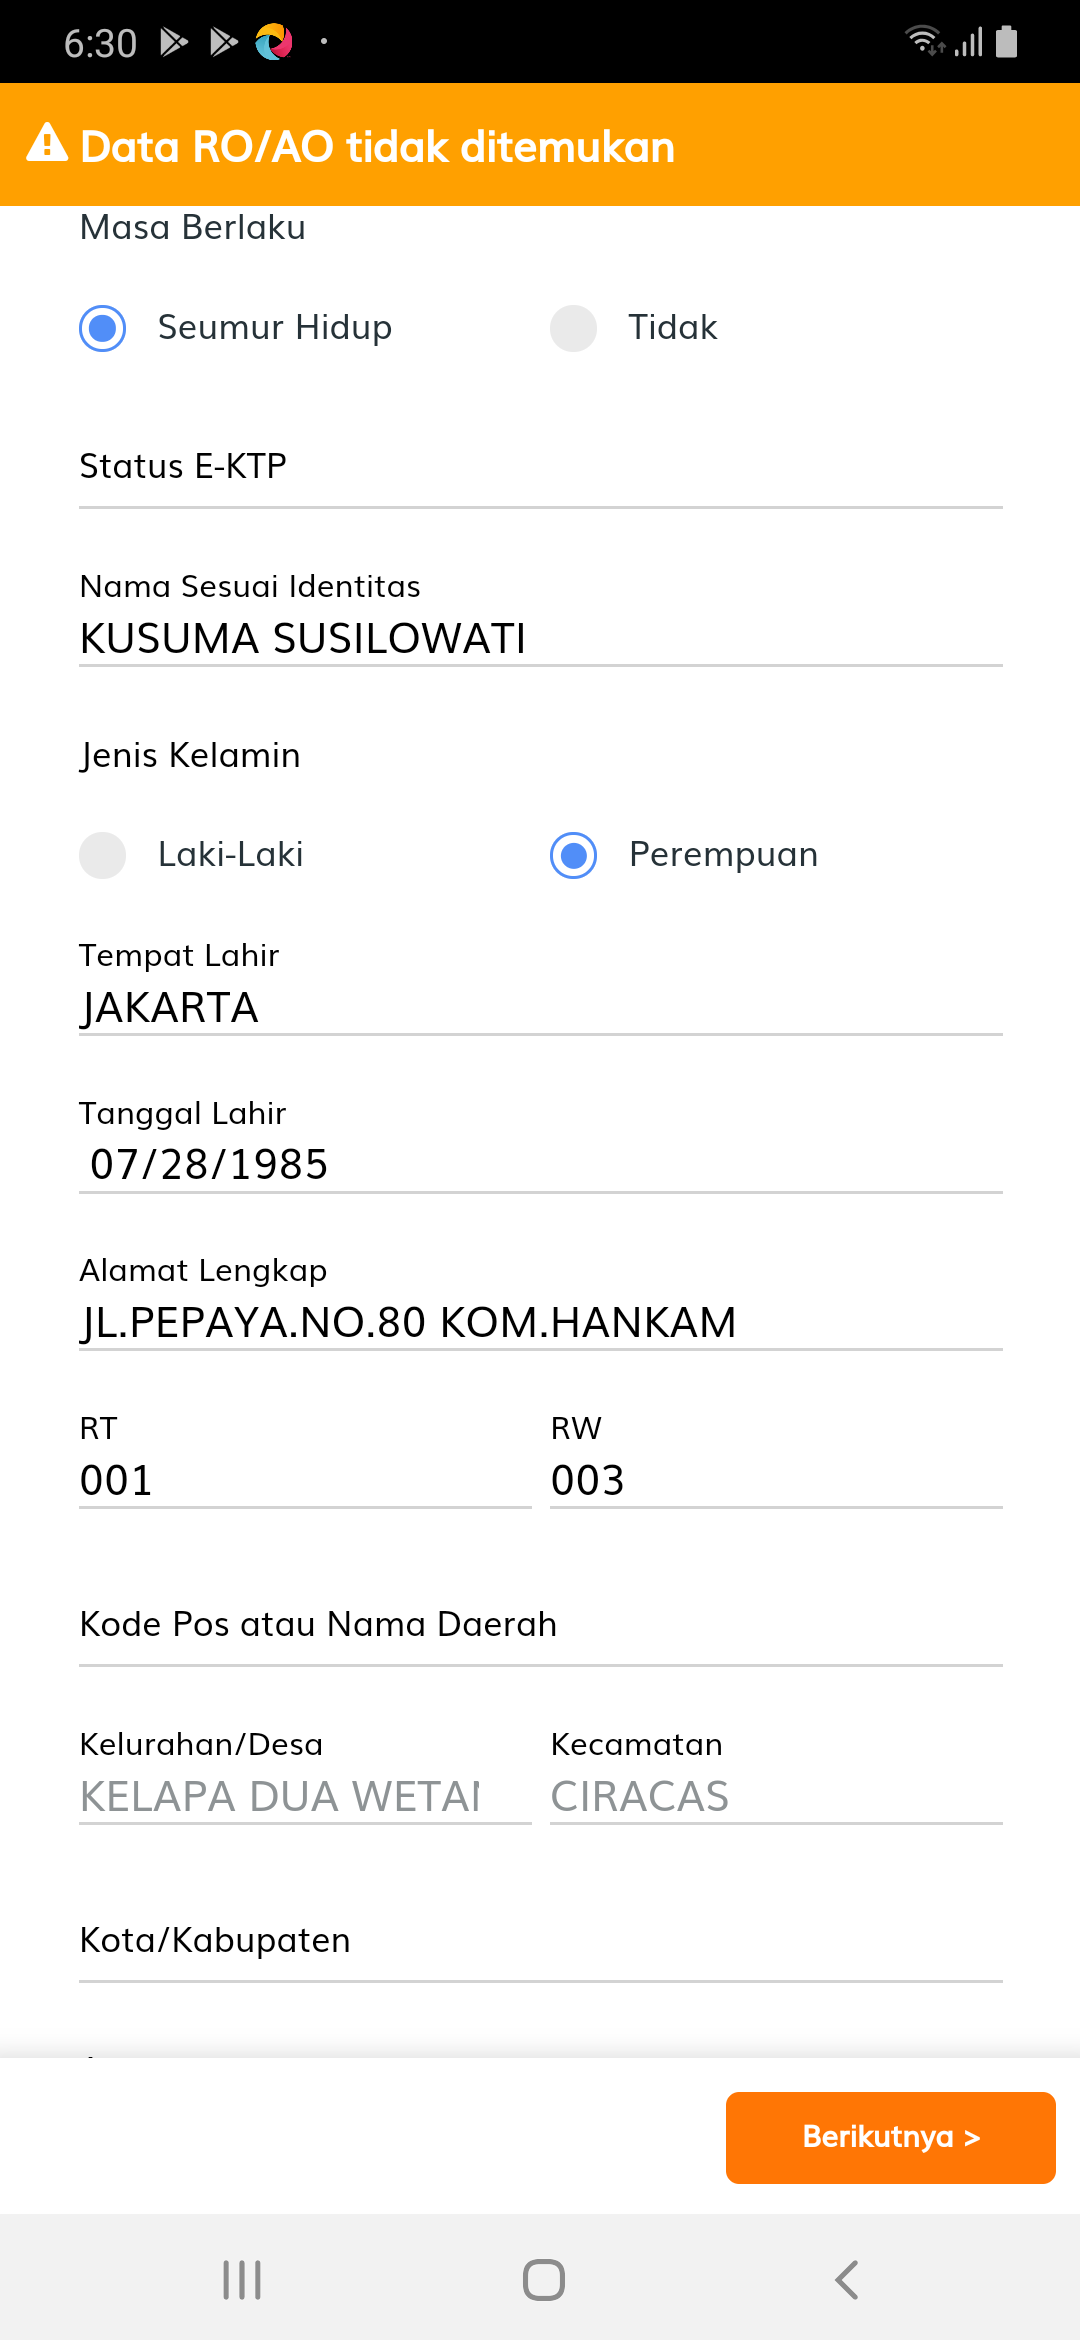 6:30
Data RO/AO tidak ditemukan
Masa Berlaku
Seumur Hidup
Tidak
Status E-KTP
Nama Sesuai Identitas
KUSUMA SUSILOWATI
Jenis Kelamin
Laki-Laki
Perempuan
Tempat Lahir
JAKARTA
Tanggal Lahir
07/28/1985
Alamat Lengkap
JL.PEPAYA.NO.80 KOM.HANKAM
RT
RW
001
003
Kode Pos atau Nama Daerah
Kelurahan/Desa
Kecamatan
KELAPA DUA WETAN
CIRACAS
Kota/Kabupaten
Berikutnya >